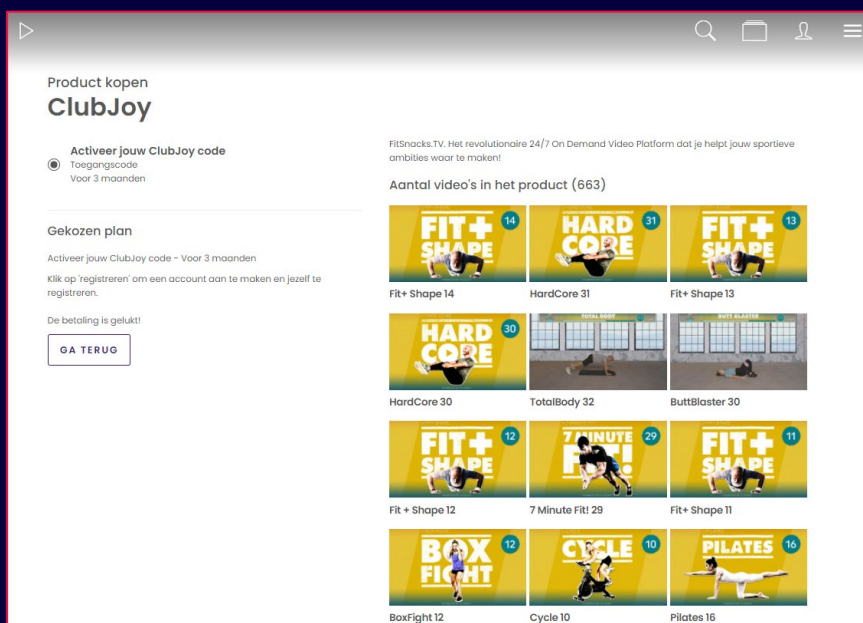 Product kopen
ClubJoy
Activeer jouw ClubJoy code
Toegangscode
Voor 3 maanden
Gekozen plan
Activeer jouw ClubJoy code - Voor 3 maanden
Klik op 'registreren' om een account aan te maken en jezelf te
registreren.
De betaling is gelukt!
GA TERUG
FitSnacks.TV. Het revolutionaire 24/7 On Demand Video Platform dat je helpt jouw sportieve
ambities waar te maken!
Aantal video's in het product (663)
FIT+
SHAPE
14
HARD
CORE
31
FIT+
SHAPE
13
Fit+ Shape 14
HardCore 31
Fit+ Shape 13
HARD
CORE
30
TOTAL BODY
BUTT BLASTER
HardCore 30
TotalBody 32
ButtBlaster 30
FIT+
SHAPE
12
7 MINUTE
FIT!
29
FIT+
SHAPE
11
Fit + Shape 12
7 Minute Fit! 29
Fit+ Shape 11
BOX
FIGHT
12
CYCLE
10
PILATES
16
BoxFight 12
Cycle 10
Pilates 16